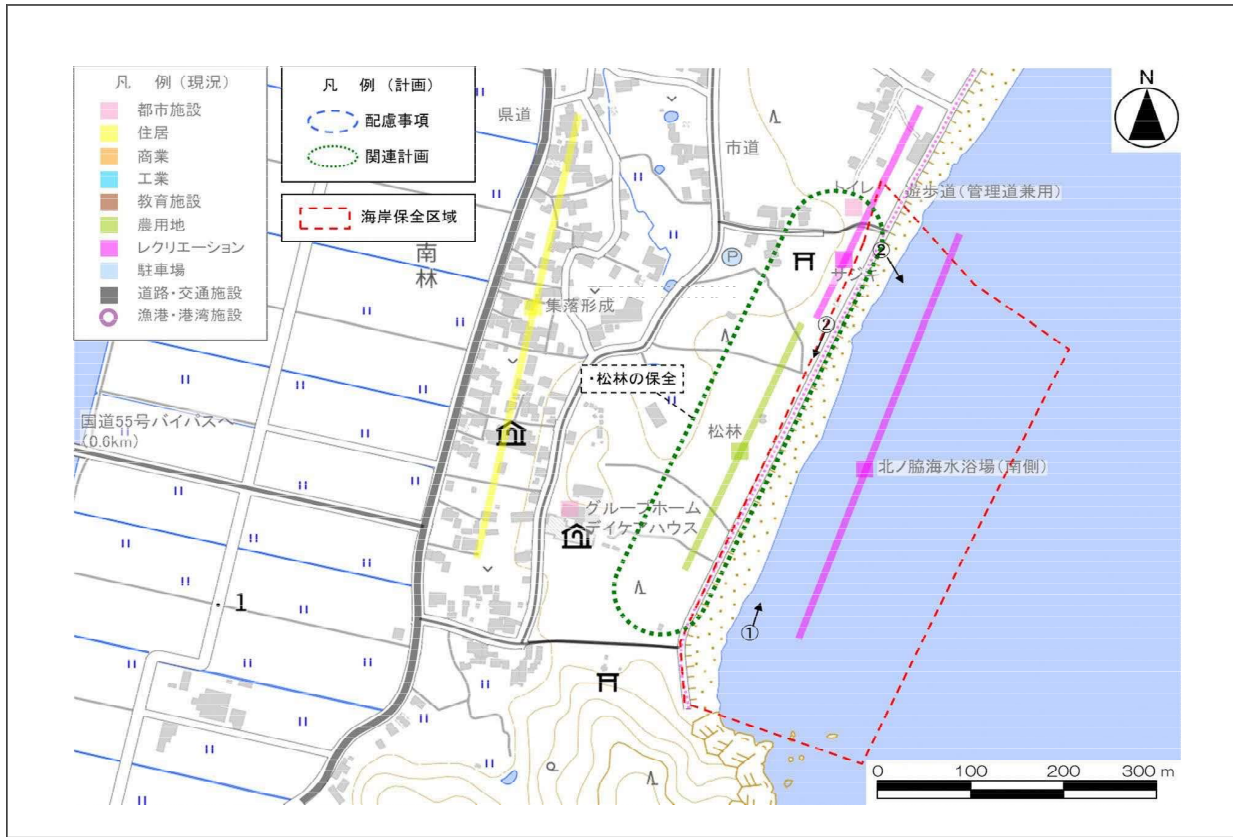 凡 例(現況)
都市施設
住居
商業
工業
教育施設
農用地
レクリエーション
駐車場
道路・交通施設
漁港・港湾施設
凡 例(計画)
配慮事項
関連計画
海岸保全区域
県道
市道
N
トイレ
遊歩道(管理道兼用)
南林
P
②
②
集落形成
・松林の保全
国道55号バイパスへ
(0.6km)
松林
北ノ脇海水浴場(南側)
グループホーム
デイケアハウス
1
①
0 100 200 300 m